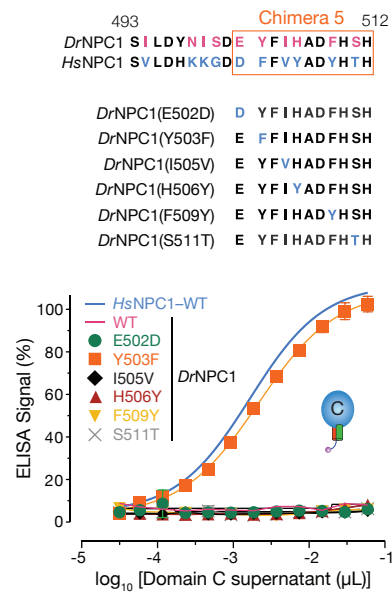 Chimera 5
493 512
DrNPC1 S I L D Y N I S D E Y F I H A D F H S H
HsNPC1 S V L D H K K G D D F F V Y A D Y H T H
DrNPC1(E502D) D Y F I H A D F H S H
DrNPC1(Y503F) E F F I H A D F H S H
DrNPC1(I505V) E Y F V H A D F H S H
DrNPC1(H506Y) E Y F I Y A D F H S H
DrNPC1(F509Y) E Y F I H A D Y H S H
DrNPC1(S511T) E Y F I H A D F H T H
HsNPC1–WT
WT
E502D
Y503F
I505V
H506Y
F509Y
S511T
DrNPC1
C
ELISA Signal (%)
100
80
60
40
20
0
-5 -4 -3 -2 -1
log10 [Domain C supernatant (µL)]